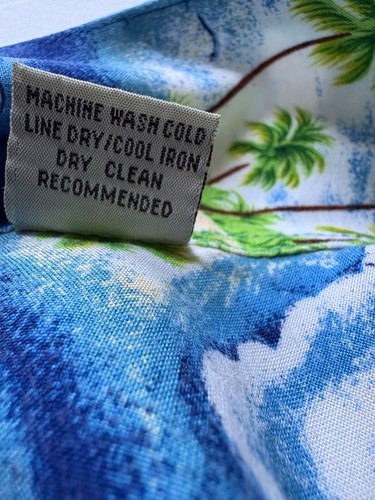 MACHINE WASH COLD
LINE DRY/COOL IRON
DRY CLEAN
RECOMMENDED